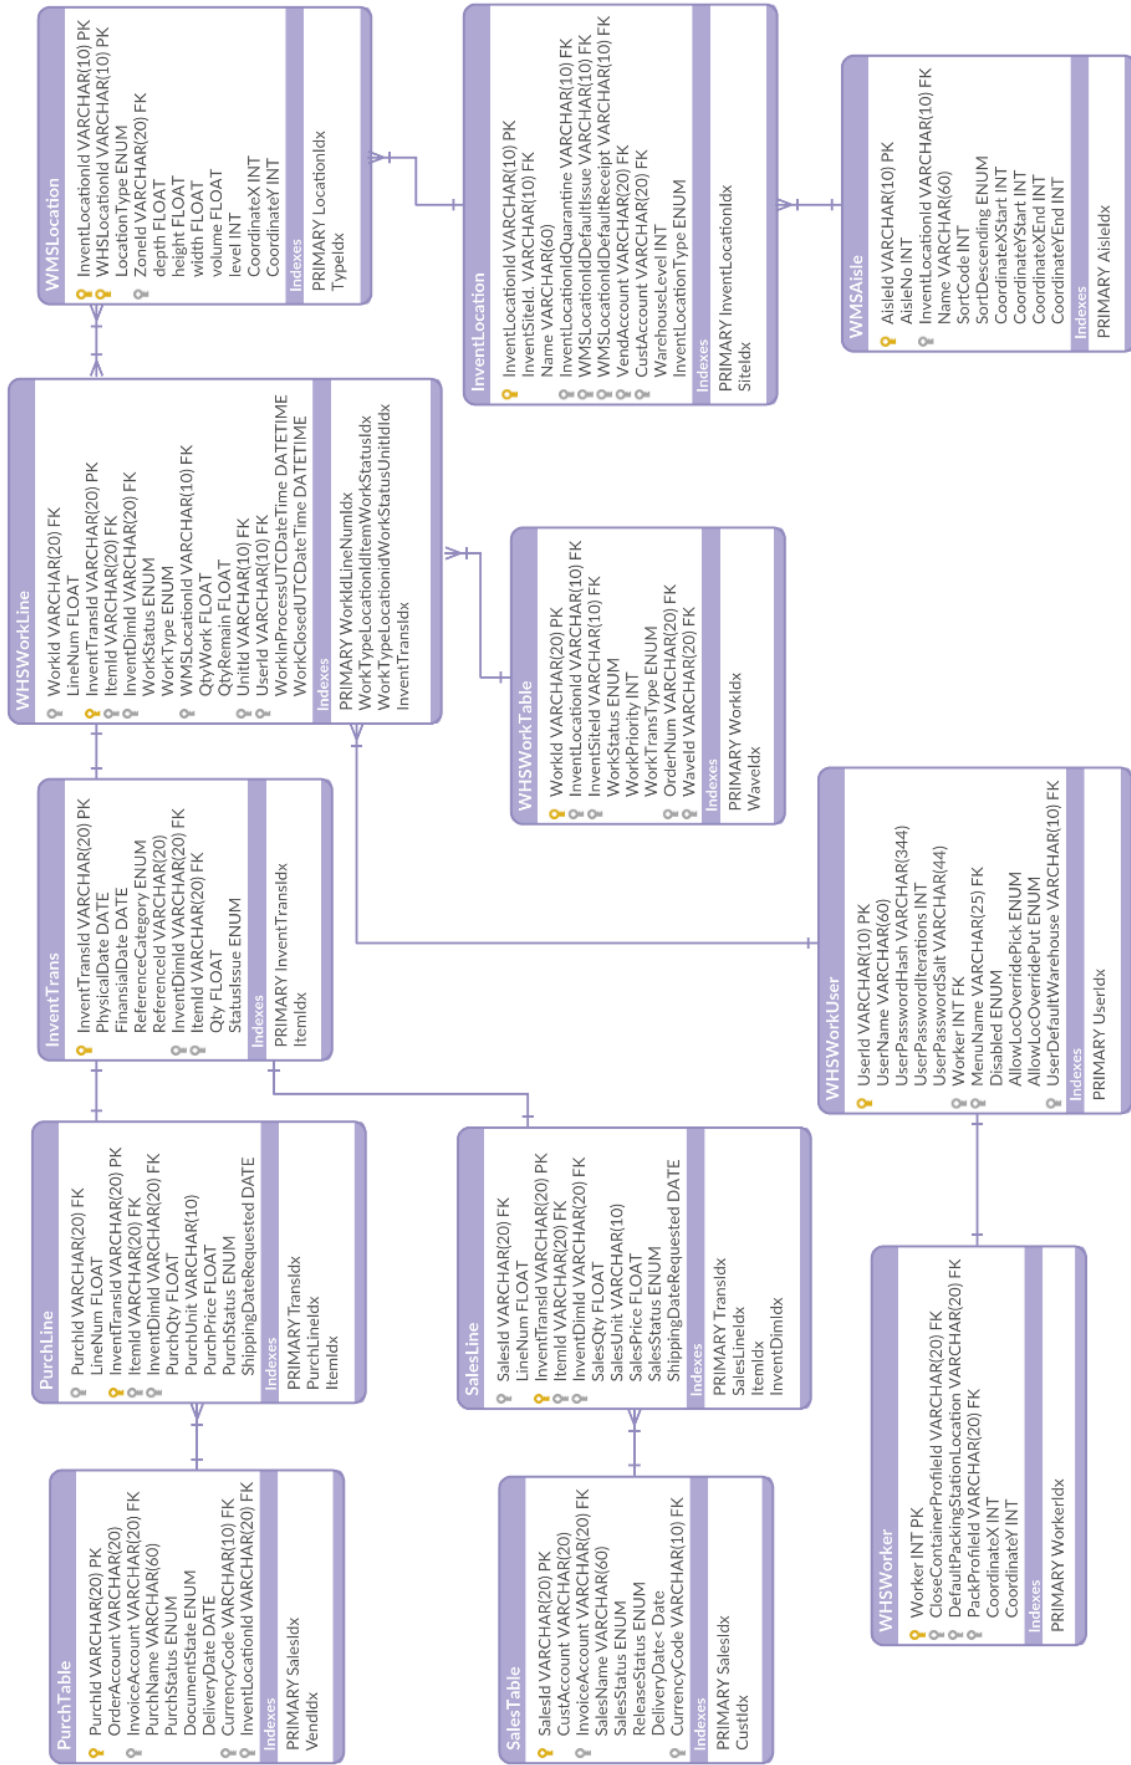 PurchTable
PurchId VARCHAR(20) PK
OrderAccount VARCHAR(20)
InvoiceAccount VARCHAR(20) FK
PurchName VARCHAR(60)
PurchStatus ENUM
DocumentState ENUM
DeliveryDate DATE
CurrencyCode VARCHAR(10) FK
InventLocationId VARCHAR(20) FK
Indexes
PRIMARY SalesIdx
VendIdx
PurchLine
PurchId VARCHAR(20) FK
LineNum FLOAT
InventTransId VARCHAR(20) PK
ItemId VARCHAR(20) FK
InventDimId VARCHAR(20) FK
PurchQty FLOAT
PurchUnit VARCHAR(10)
PurchPrice FLOAT
PurchStatus ENUM
ShippingDateRequested DATE
Indexes
PRIMARY TransIdx
PurchLineIdx
ItemIdx
InventTrans
InventTransId VARCHAR(20) PK
PhysicalDate DATE
FinansialDate DATE
ReferenceCategory ENUM
ReferenceId VARCHAR(20)
InventDimId VARCHAR(20) FK
ItemId VARCHAR(20) FK
Qty FLOAT
StatusIssue ENUM
Indexes
PRIMARY InventTransIdx
ItemIdx
WHSWorkLine
WorkId VARCHAR(20) FK
LineNum FLOAT
InventTransId VARCHAR(20) PK
ItemId VARCHAR(20) FK
InventDimId VARCHAR(20) FK
WorkStatus ENUM
WorkType ENUM
WMSLocationId VARCHAR(10) FK
QtyWork FLOAT
QtyRemain FLOAT
UnitId VARCHAR(10) FK
UserId VARCHAR(10) FK
WorkInProcessUTCDateTime DATETIME
WorkClosedUTCDateTime DATETIME
Indexes
PRIMARY WorkIdLineNumIdx
WorkTypeLocationIdItemWorkStatusIdx
WorkTypeLocationidWorkStatusUnitIdIdx
InventTransIdx
WMSLocation
InventLocationId VARCHAR(10) PK
WHSLocationId VARCHAR(10) PK
LocationType ENUM
ZoneId VARCHAR(20) FK
depth FLOAT
height FLOAT
width FLOAT
volume FLOAT
level INT
CoordinateX INT
CoordinateY INT
Indexes
PRIMARY LocationIdx
TypeIdx
SalesTable
SalesId VARCHAR(20) PK
CustAccount VARCHAR(20)
InvoiceAccount VARCHAR(20) FK
SalesName VARCHAR(60)
SalesStatus ENUM
ReleaseStatus ENUM
DeliveryDate< Date
CurrencyCode VARCHAR(10) FK
Indexes
PRIMARY SalesIdx
CustIdx
SalesLine
SalesId VARCHAR(20) FK
LineNum FLOAT
InventTransId VARCHAR(20) PK
ItemId VARCHAR(20) FK
InventDimId VARCHAR(20) FK
SalesQty FLOAT
SalesUnit VARCHAR(10)
SalesPrice FLOAT
SalesStatus ENUM
ShippingDateRequested DATE
Indexes
PRIMARY TransIdx
SalesLineIdx
ItemIdx
InventDimIdx
WHSWorkTable
WorkId VARCHAR(20) PK
InventLocationId VARCHAR(10) FK
InventSiteId VARCHAR(10) FK
WorkStatus ENUM
WorkPriority INT
WorkTransType ENUM
OrderNum VARCHAR(20) FK
WaveId VARCHAR(20) FK
Indexes
PRIMARY WorkIdx
WaveIdx
InventLocation
InventLocationId VARCHAR(10) PK
InventSiteId. VARCHAR(10) FK
Name VARCHAR(60)
InventLocationIdQuarantine VARCHAR(10) FK
WMSLocationIdDefaultIssue VARCHAR(10) FK
WMSLocationIdDefaultReceipt VARCHAR(10) FK
VendAccount VARCHAR(20) FK
CustAccount VARCHAR(20) FK
WarehouseLevel INT
InventLocationType ENUM
Indexes
PRIMARY InventLocationIdx
SiteIdx
WHSWorker
Worker INT PK
CloseContainerProfileId VARCHAR(20) FK
DefaultPackingStationLocation VARCHAR(20) FK
PackProfileId VARCHAR(20) FK
CoordinateX INT
CoordinateY INT
Indexes
PRIMARY WorkerIdx
WHSWorkUser
UserId VARCHAR(10) PK
UserName VARCHAR(60)
UserPasswordHash VARCHAR(344)
UserPasswordIterations INT
UserPasswordSalt VARCHAR(44)
Worker INT FK
MenuName VARCHAR(25) FK
Disabled ENUM
AllowLocOverridePick ENUM
AllowLocOverridePut ENUM
UserDefaultWarehouse VARCHAR(10) FK
Indexes
PRIMARY UserIdx
WMSAisle
AisleId VARCHAR(10) PK
AisleNo INT
InventLocationId VARCHAR(10) FK
Name VARCHAR(60)
SortCode INT
SortDescending ENUM
CoordinateXStart INT
CoordinateYStart INT
CoordinateXEnd INT
CoordinateYEnd INT
Indexes
PRIMARY AisleIdx